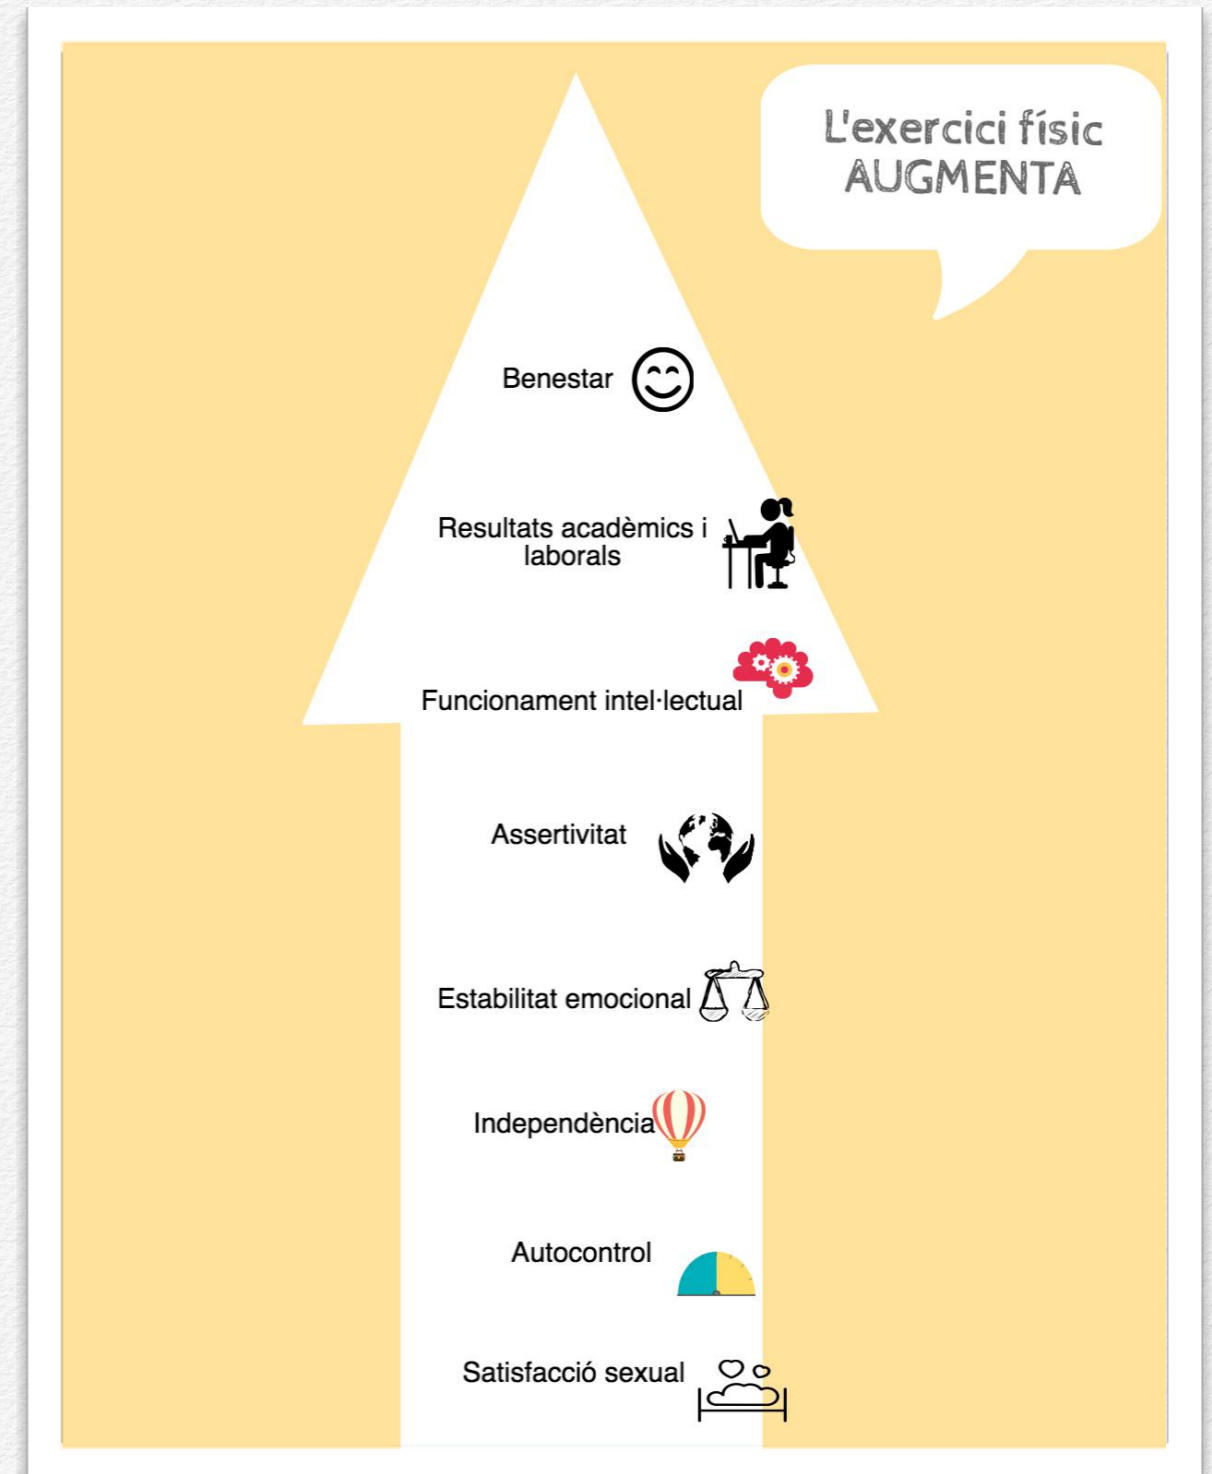 L'exercici físic
AUGMENTA
Benestar
Resultats acadèmics i
laborals
Funcionament intel·lectual
Assertivitat
Estabilitat emocional
Independència
Autocontrol
Satisfacció sexual